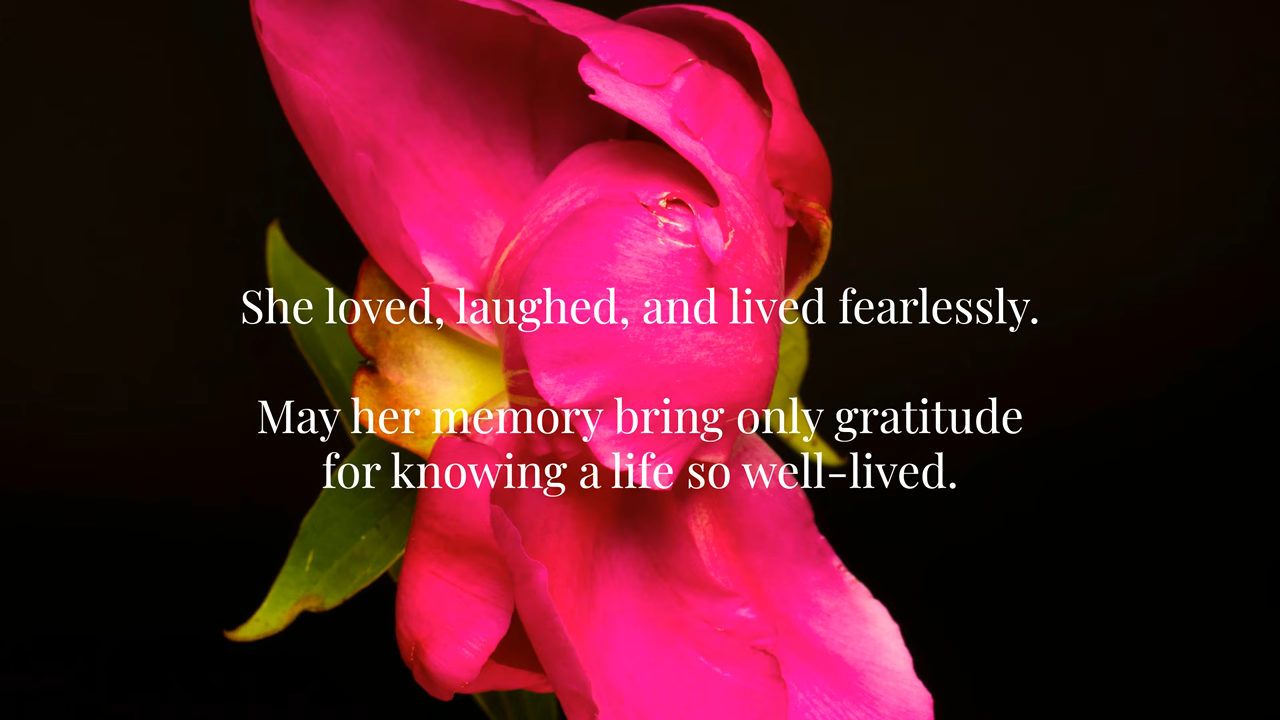 She loved, laughed, and lived fearlessly.
May her memory bring only gratitude
for knowing a life so well-lived.